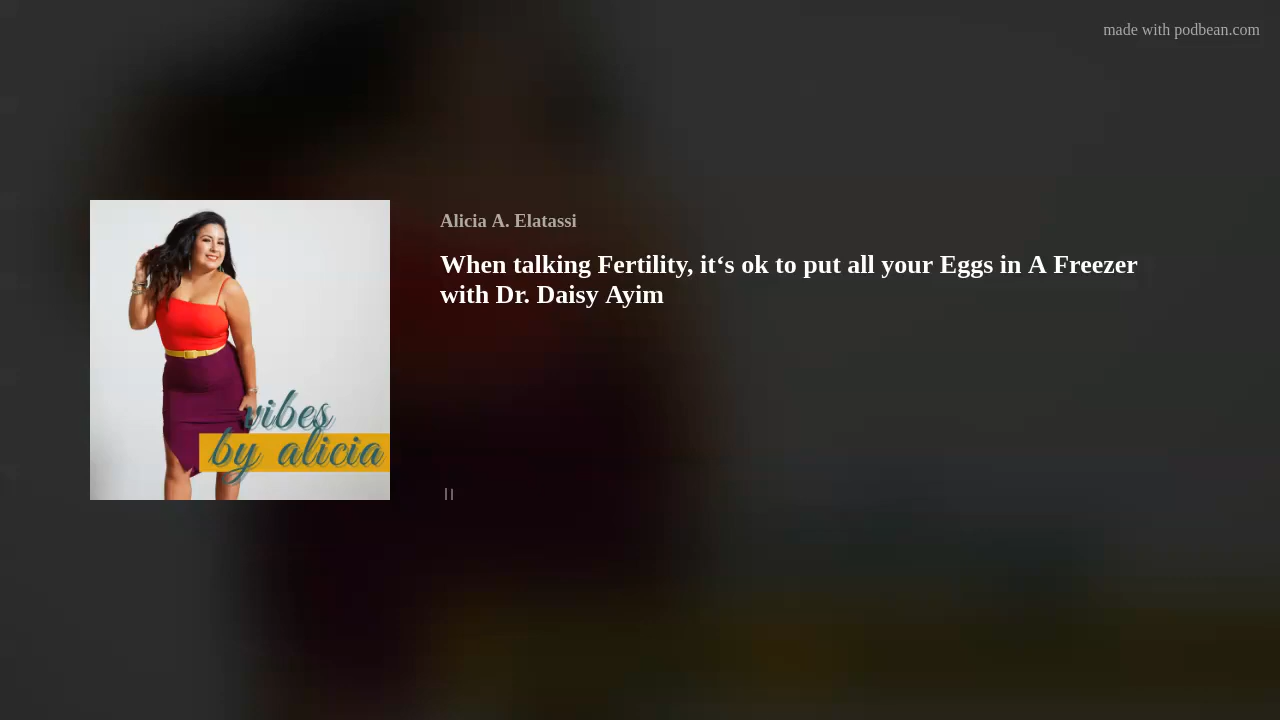 made with podbean.com
Alicia A. Elatassi
When talking Fertility, it‘s ok to put all your Eggs in A Freezer
with Dr. Daisy Ayim
vibes
by alicia